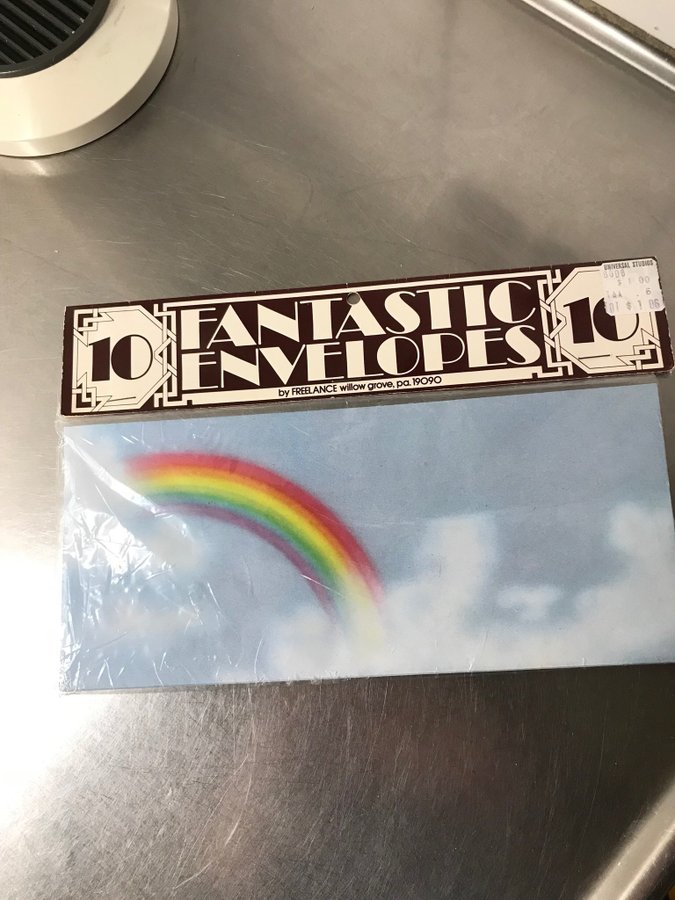 10
FANTASTIC
ENVELOPES
by FREELANCE willow grove, pa. 19090
10
UNIVERSAL STUDIOS